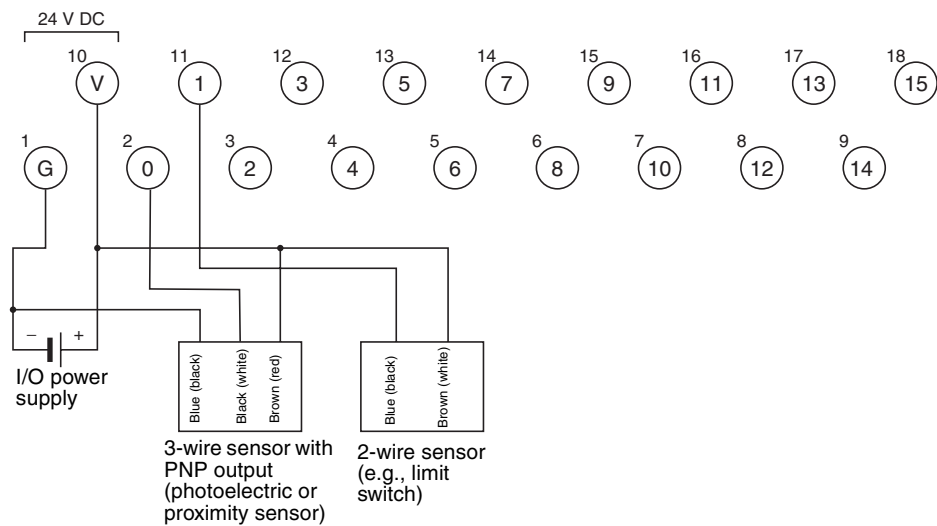 24 V DC
10 11 12 13 14 15 16 17 18
V 1 3 5 7 9 11 13 15
1 2 3 4 5 6 7 8 9
G 0 2 4 6 8 10 12 14
– +
I/O power
supply
Blue (black)
Black (white)
Brown (red)
Blue (black)
Brown (white)
3-wire sensor with
PNP output
(photoelectric or
proximity sensor)
2-wire sensor
(e.g., limit
switch)